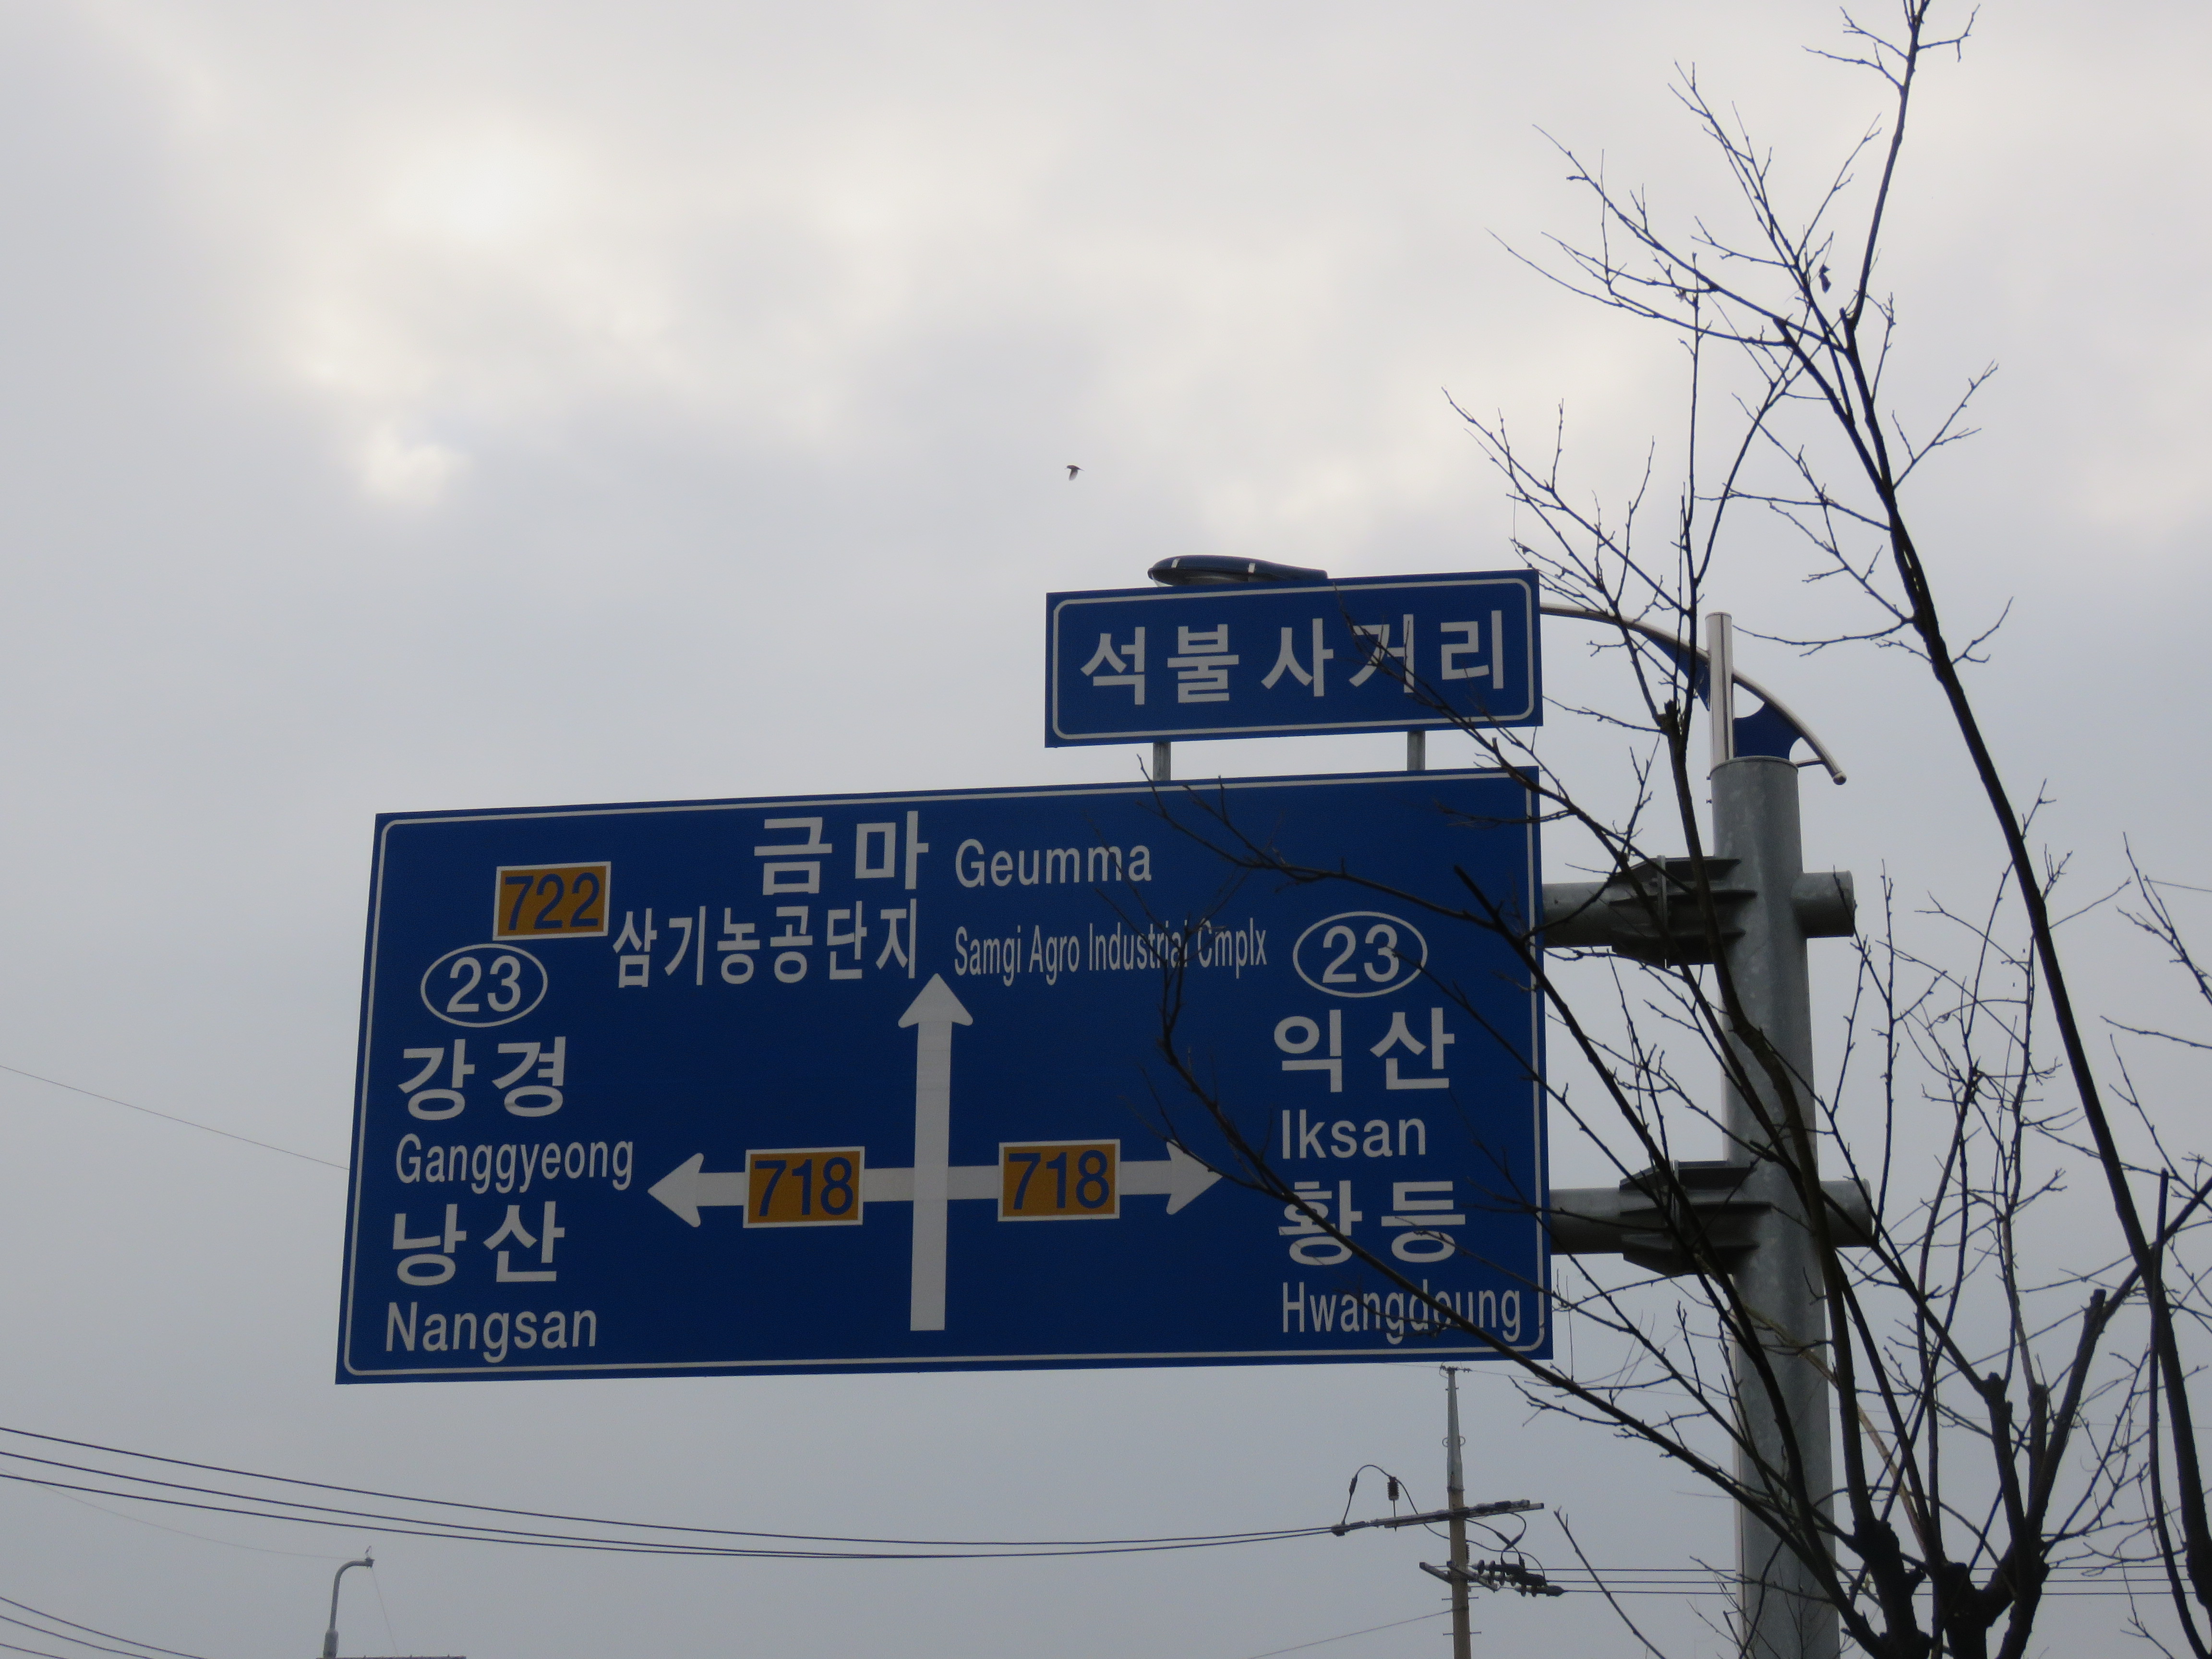 석불사거리
금마 Geumma
722
삼기농공단지 Samgi Agro Industrial Cmplx
23
강경
Ganggyeong
낭산
Nangsan
718
718
23
익산
Iksan
황등
Hwangdeung